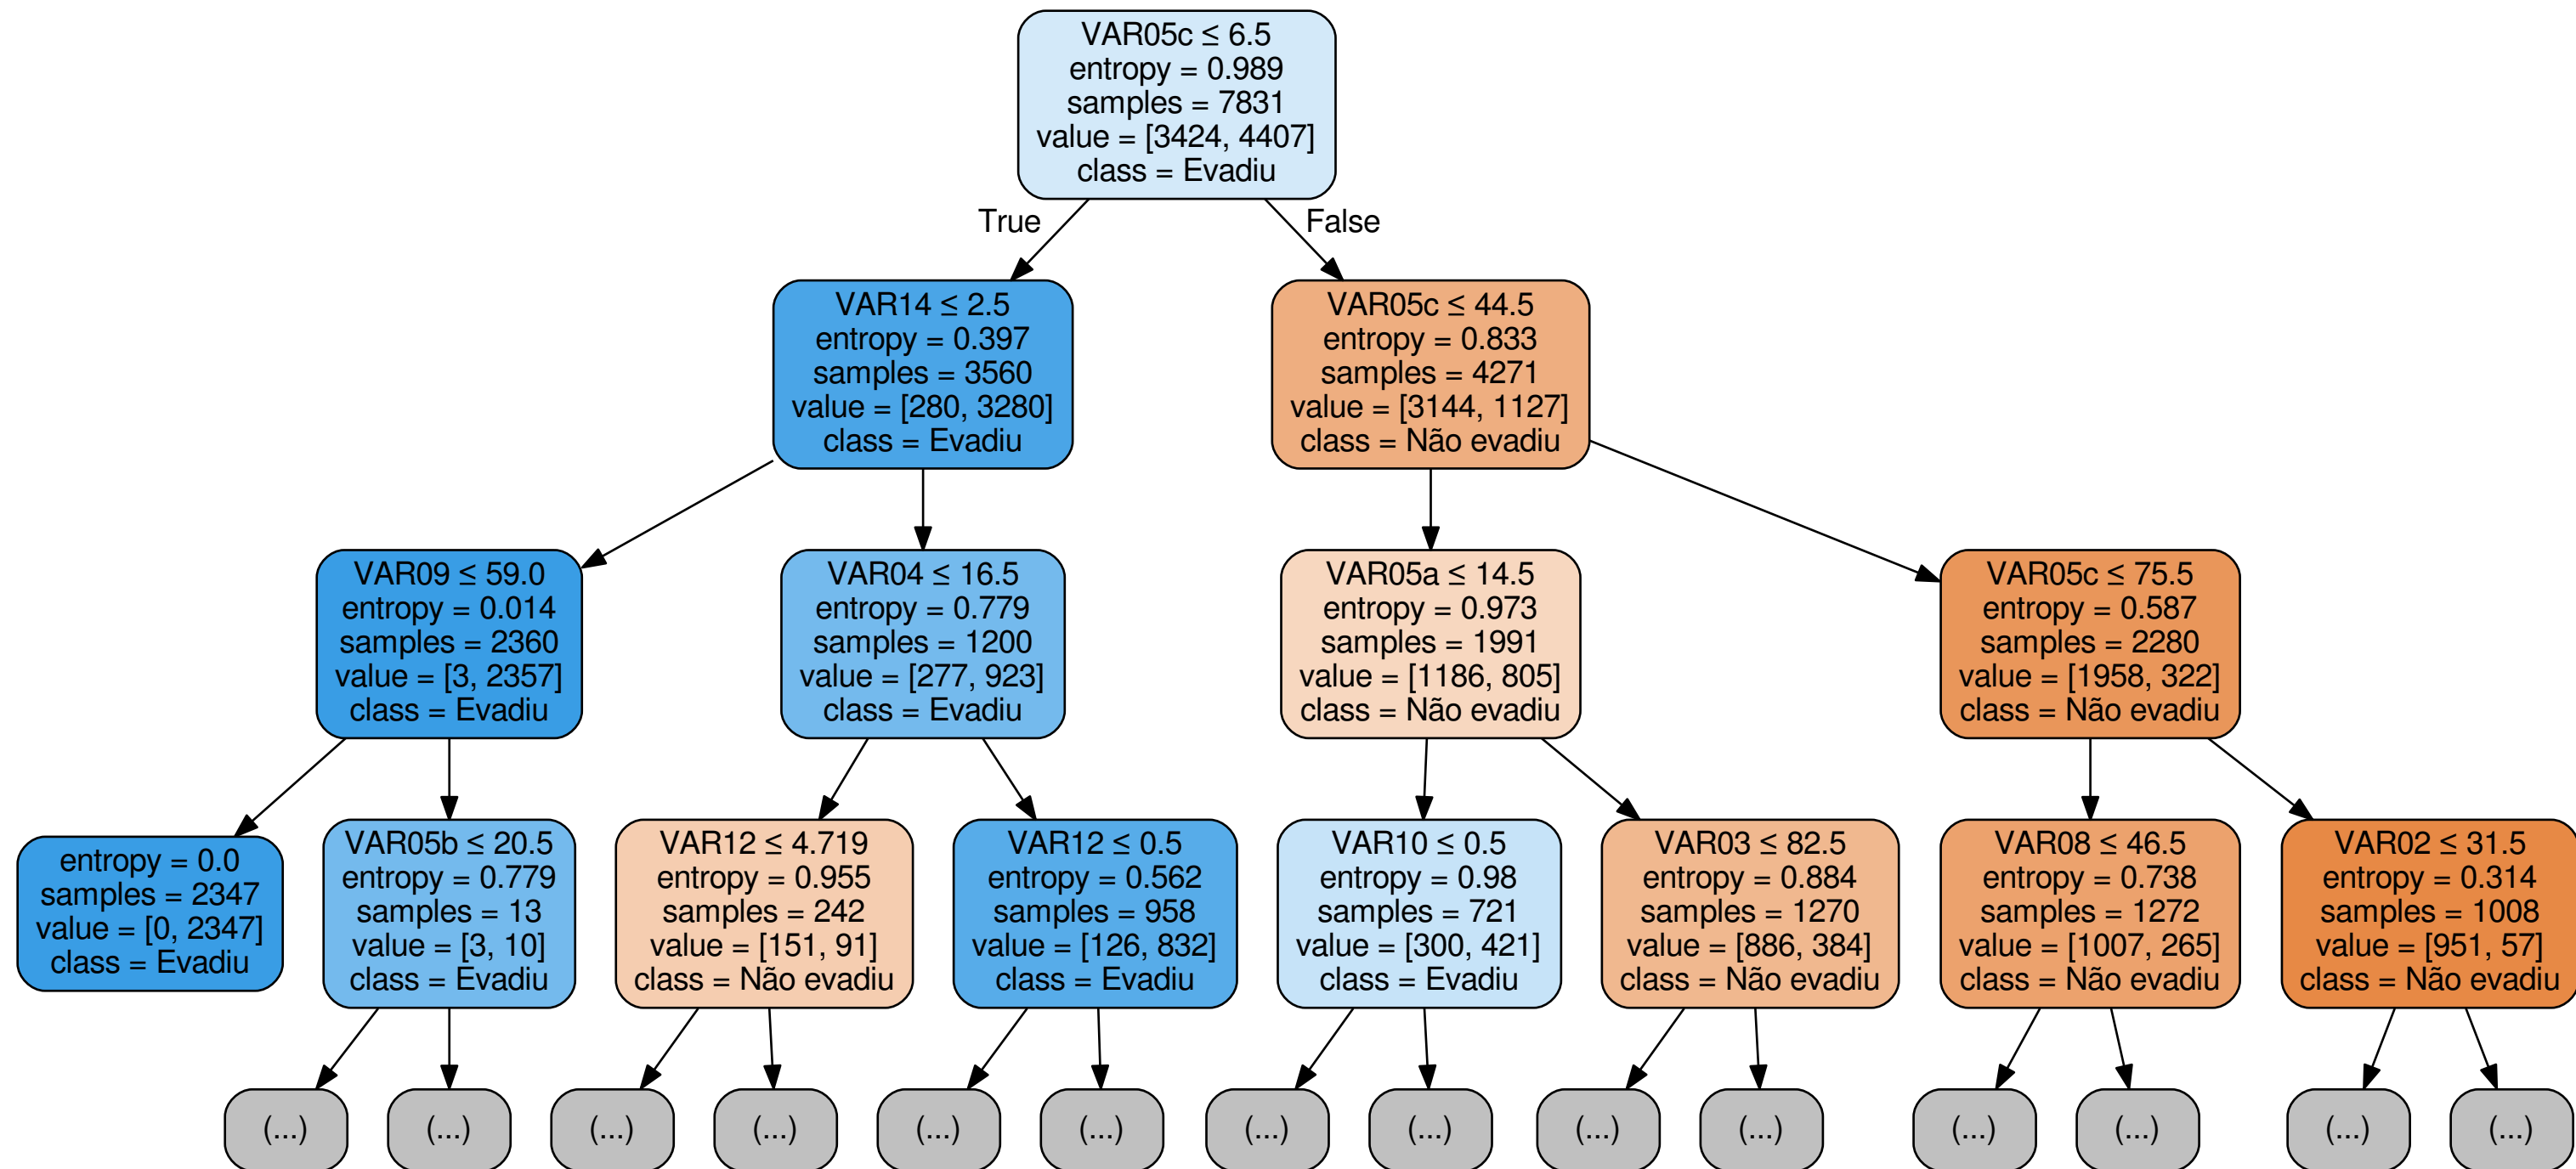 VAR05c ≤ 6.5
entropy = 0.989
samples = 7831
value = [3424, 4407]
class = Evadiu
True
False
VAR14 ≤ 2.5
entropy = 0.397
samples = 3560
value = [280, 3280]
class = Evadiu
VAR05c ≤ 44.5
entropy = 0.833
samples = 4271
value = [3144, 1127]
class = Não evadiu
VAR09 ≤ 59.0
entropy = 0.014
samples = 2360
value = [3, 2357]
class = Evadiu
VAR04 ≤ 16.5
entropy = 0.779
samples = 1200
value = [277, 923]
class = Evadiu
VAR05a ≤ 14.5
entropy = 0.973
samples = 1991
value = [1186, 805]
class = Não evadiu
VAR05c ≤ 75.5
entropy = 0.587
samples = 2280
value = [1958, 322]
class = Não evadiu
entropy = 0.0
samples = 2347
value = [0, 2347]
class = Evadiu
VAR05b ≤ 20.5
entropy = 0.779
samples = 13
value = [3, 10]
class = Evadiu
VAR12 ≤ 4.719
entropy = 0.955
samples = 242
value = [151, 91]
class = Não evadiu
VAR12 ≤ 0.5
entropy = 0.562
samples = 958
value = [126, 832]
class = Evadiu
VAR10 ≤ 0.5
entropy = 0.98
samples = 721
value = [300, 421]
class = Evadiu
VAR03 ≤ 82.5
entropy = 0.884
samples = 1270
value = [886, 384]
class = Não evadiu
VAR08 ≤ 46.5
entropy = 0.738
samples = 1272
value = [1007, 265]
class = Não evadiu
VAR02 ≤ 31.5
entropy = 0.314
samples = 1008
value = [951, 57]
class = Não evadiu
(...)
(...)
(...)
(...)
(...)
(...)
(...)
(...)
(...)
(...)
(...)
(...)
(...)
(...)